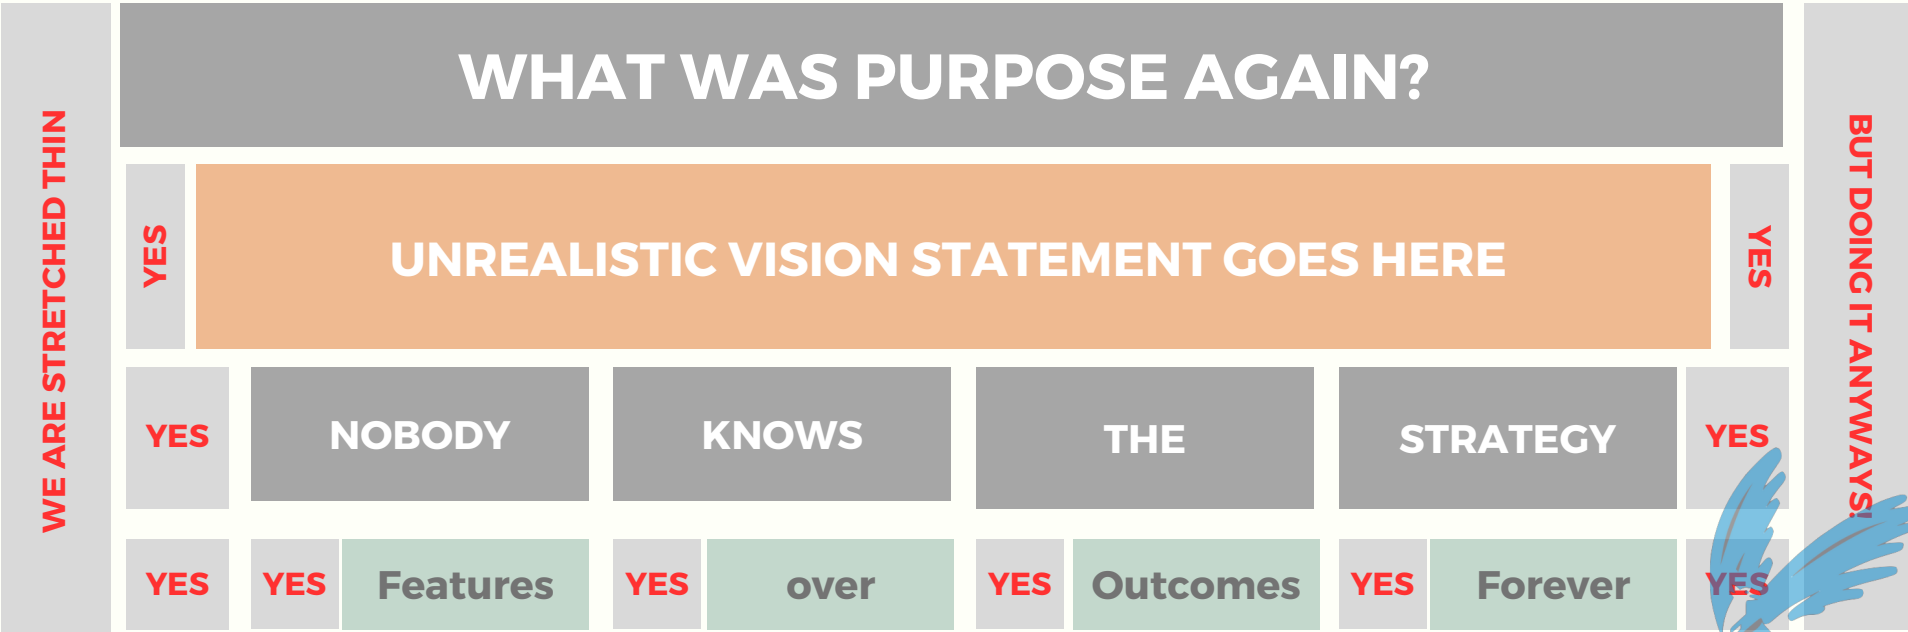 WE ARE STRETCHED THIN
WHAT WAS PURPOSE AGAIN?
BUT DOING IT ANYWAYS!
YES
UNREALISTIC VISION STATEMENT GOES HERE
YES
YES
NOBODY
KNOWS
THE
STRATEGY
YES
YES
YES
Features
YES
over
YES
Outcomes
YES
Forever
YES